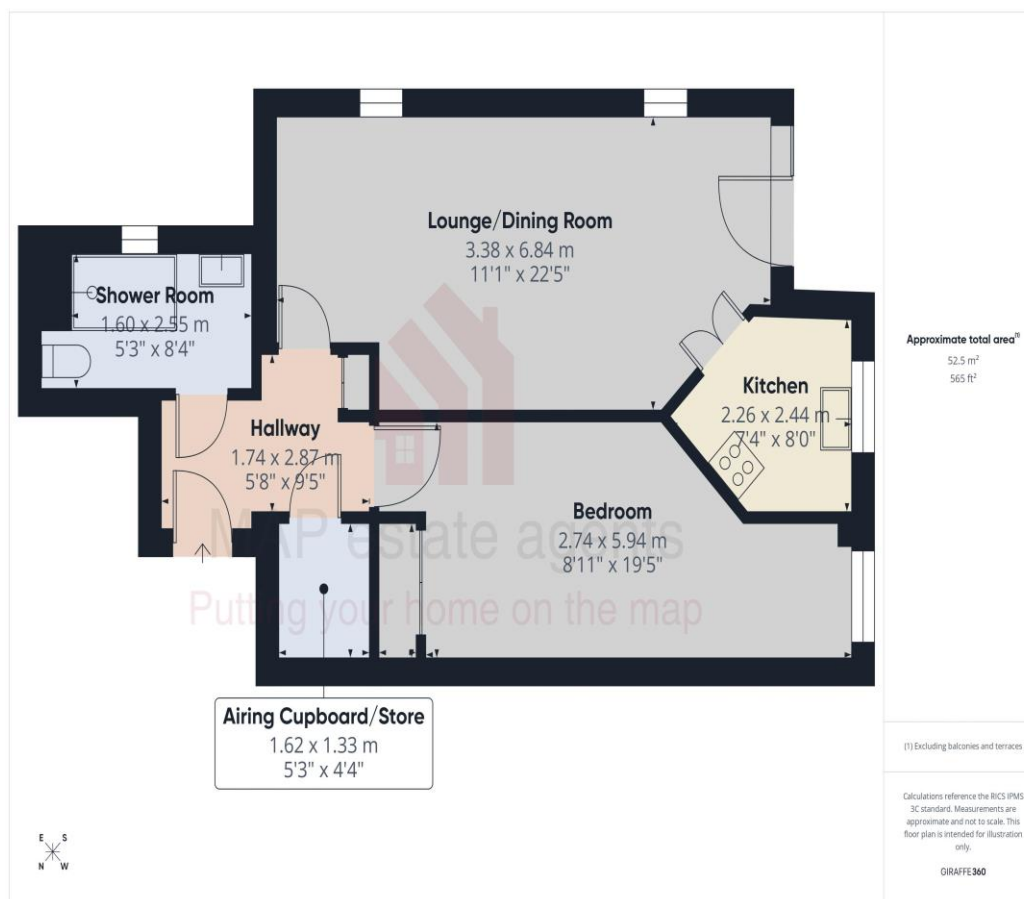 Lounge/Dining Room
3.38 x 6.84 m
11'1" x 22'5"
Shower Room
1.60 x 2.55 m
5'3" x 8'4"
Kitchen
2.26 x 2.44 m
7'4" x 8'0"
Hallway
1.74 x 2.87 m
5'8" x 9'5"
Bedroom
2.74 x 5.94 m
8'11" x 19'5"
MAP estate agents
Putting your home on the map
Airing Cupboard/Store
1.62 x 1.33 m
5'3" x 4'4"
E S
N W
Approximate total area(1)
52.5 m²
565 ft²
(1) Excluding balconies and terraces
Calculations reference the RICS IPMS
3C standard. Measurements are
approximate and not to scale. This
floor plan is intended for illustration
only.
GIRAFFE360